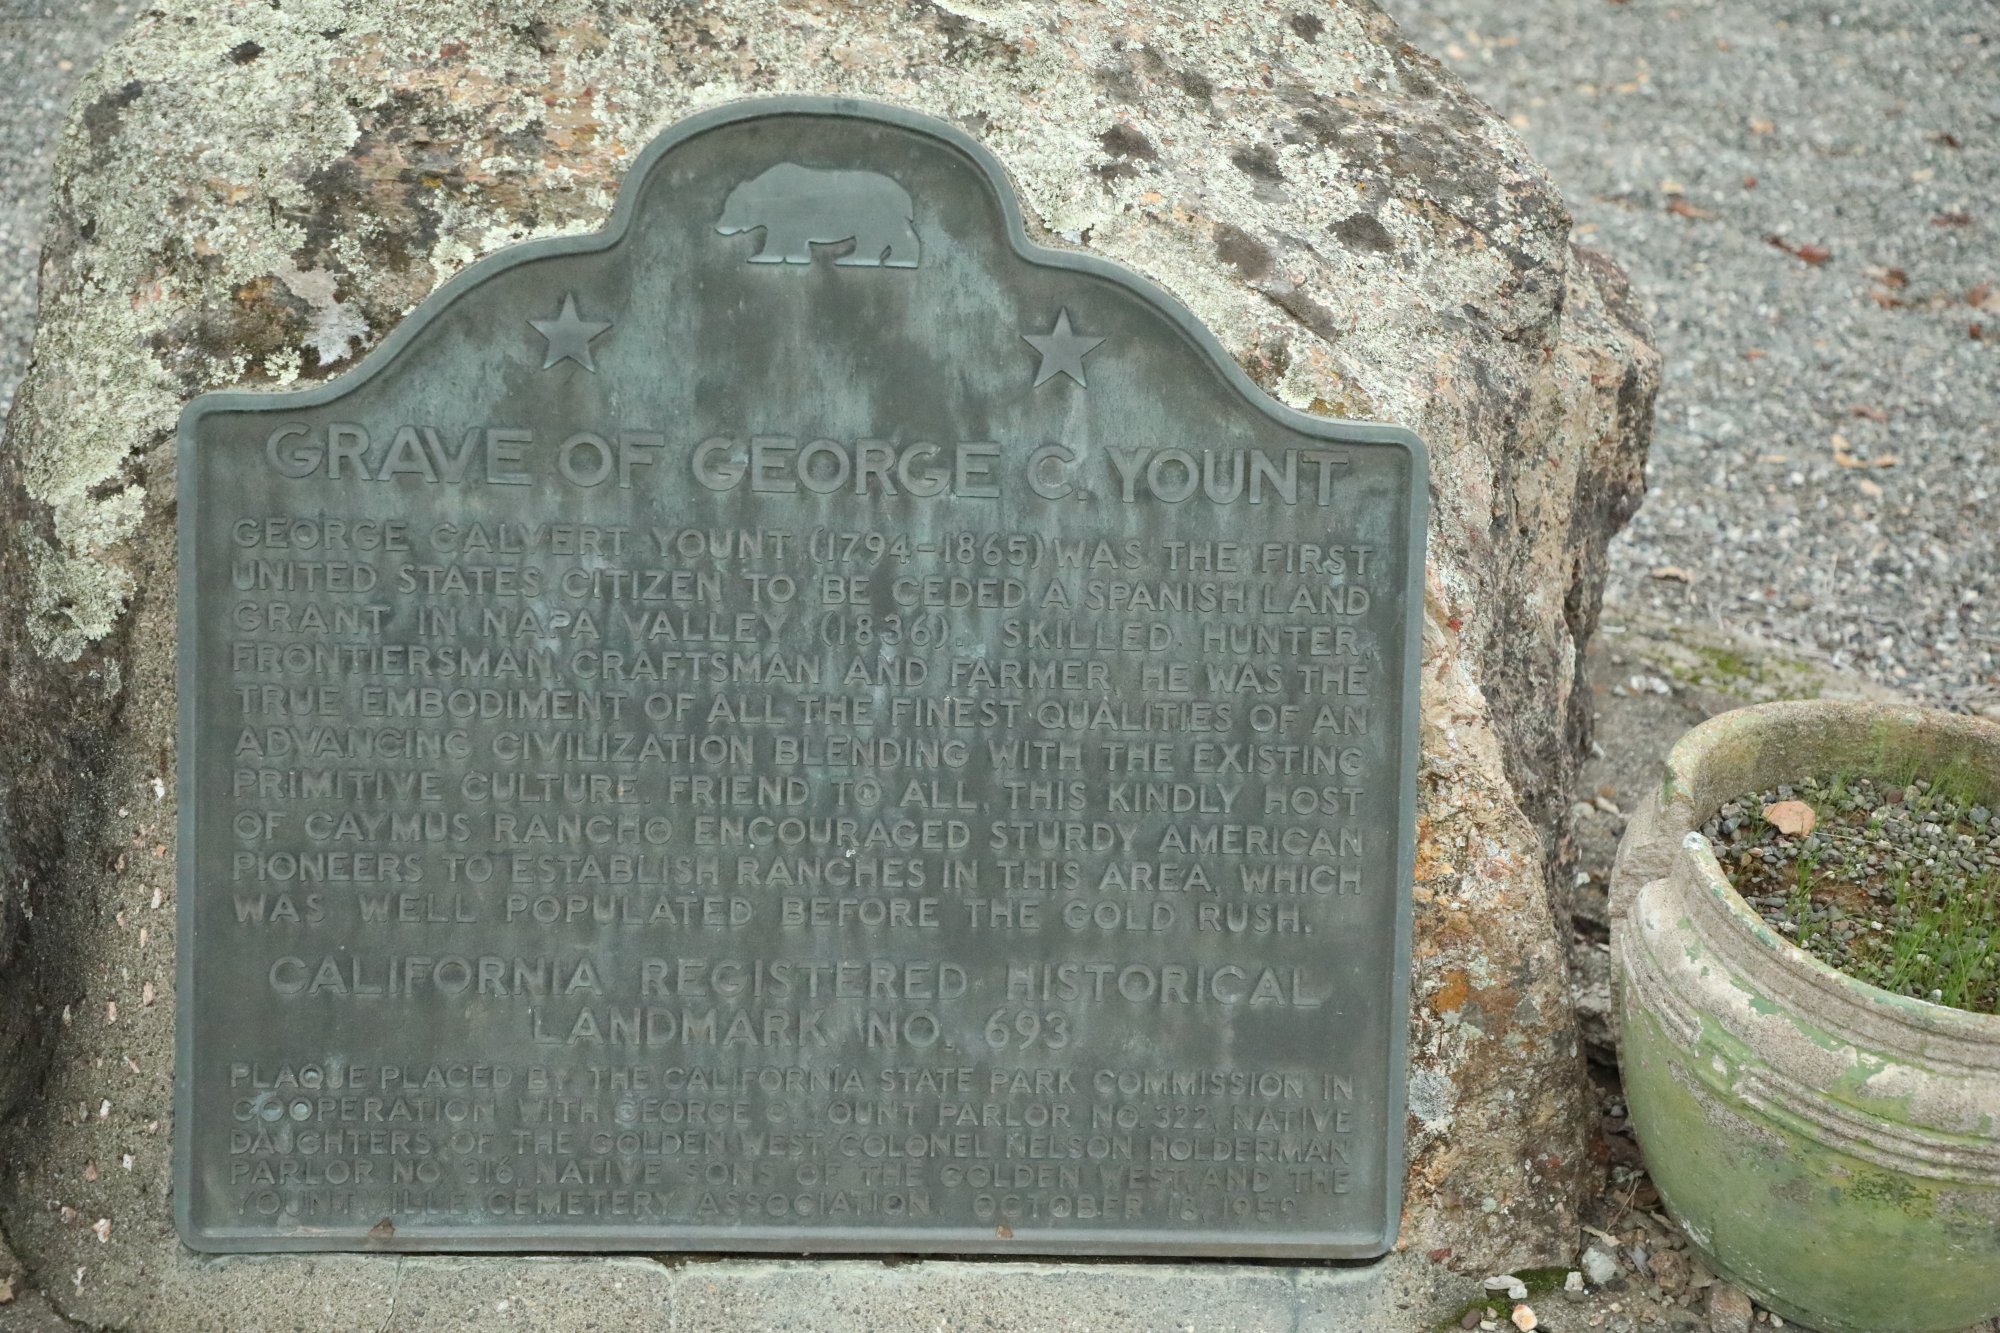 GRAVE OF GEORGE C. YOUNT
GEORGE CALVERT YOUNT (1794-1865) WAS THE FIRST
UNITED STATES CITIZEN TO BE CEDED A SPANISH LAND
GRANT IN NAPA VALLEY (1836). SKILLED HUNTER,
FRONTIERSMAN, CRAFTSMAN AND FARMER, HE WAS THE
TRUE EMBODIMENT OF ALL THE FINEST QUALITIES OF AN
ADVANCING CIVILIZATION BLENDING WITH THE EXISTING
PRIMITIVE CULTURE. FRIEND TO ALL, THIS KINDLY HOST
OF CAYMUS RANCHO ENCOURAGED STURDY AMERICAN
PIONEERS TO ESTABLISH RANCHES IN THIS AREA, WHICH
WAS WELL POPULATED BEFORE THE GOLD RUSH.
CALIFORNIA REGISTERED HISTORICAL
LANDMARK NO. 693
PLAQUE PLACED BY THE CALIFORNIA STATE PARK COMMISSION IN
COOPERATION WITH GEORGE C. YOUNT PARLOR NO. 322, NATIVE
DAUGHTERS OF THE GOLDEN WEST, COLONEL NELSON HOLDERMAN
PARLOR NO. 316, NATIVE SONS OF THE GOLDEN WEST, AND THE
YOUNTVILLE CEMETERY ASSOCIATION, OCTOBER 18, 1959.